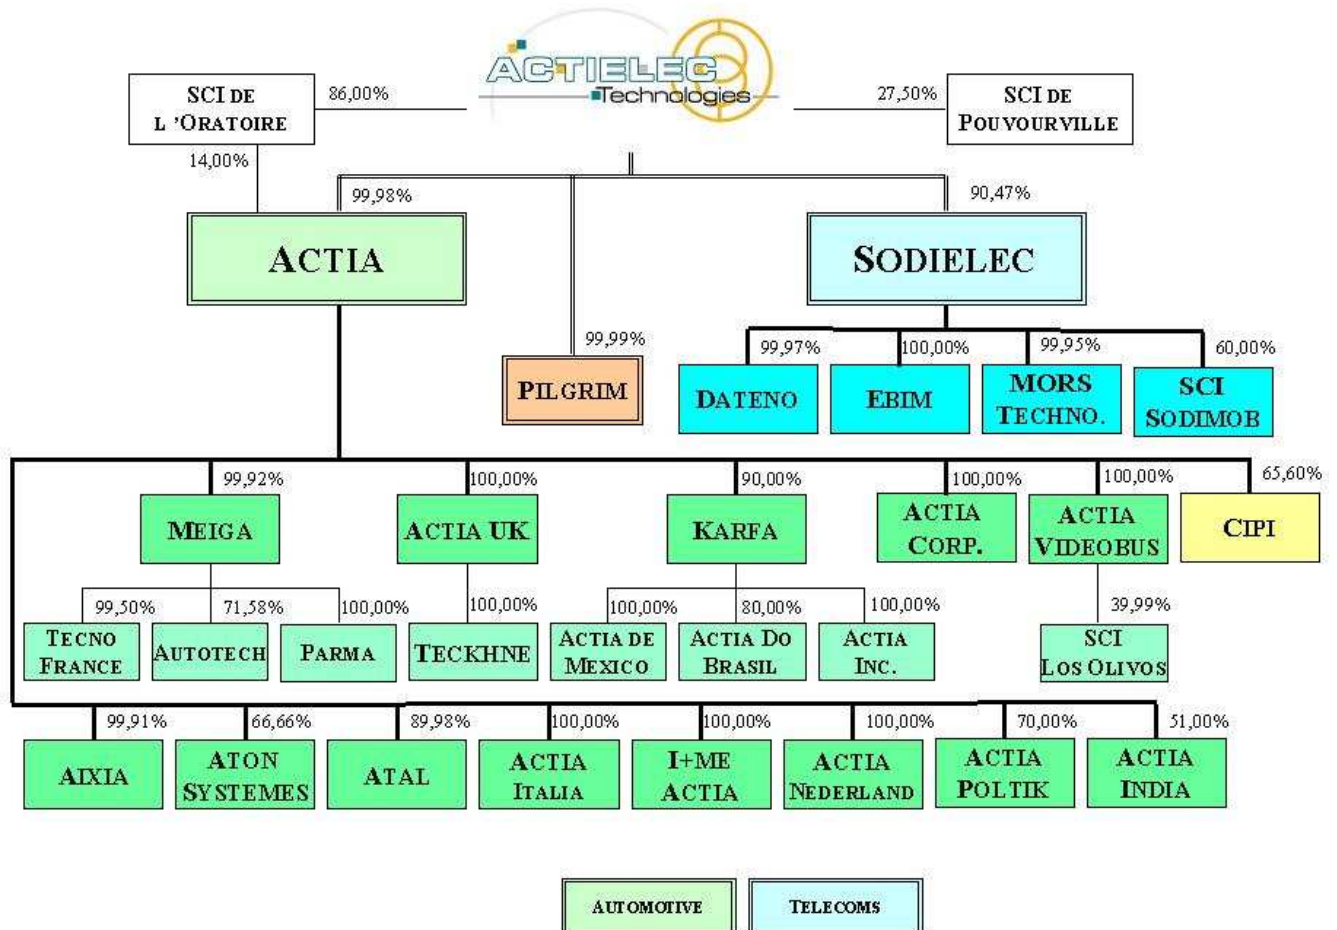 ACTIELEC
Technologies
SCI DE
L 'ORATOIRE
86,00%
27,50%
SCI DE
POUVOURVILLE
14,00%
99,98%
90,47%
ACTIA
SODIELEC
99,99%
PILGRIM
99,97%
100,00%
99,95%
60,00%
DATENO
EBIM
MORS
TECHNO.
SCI
SODIMOB
99,92%
100,00%
90,00%
100,00%
100,00%
65,60%
MEIGA
ACTIA UK
KARFA
ACTIA
CORP.
ACTIA
VIDEOBUS
CIPI
99,50%
71,58%
100,00%
100,00%
100,00%
80,00%
100,00%
39,99%
TECNO
FRANCE
AUTOTECH
PARMA
TECKHNE
ACTIA DE
MEXICO
ACTIA DO
BRASIL
ACTIA
INC.
SCI
LOS OLIVOS
99,91%
66,66%
89,98%
100,00%
100,00%
100,00%
70,00%
51,00%
AIXIA
ATON
SYSTEMES
ATAL
ACTIA
ITALIA
I+ME
ACTIA
ACTIA
NEDERLAND
ACTIA
POLTIK
ACTIA
INDIA
AUTOMOTIVE
TELECOMS